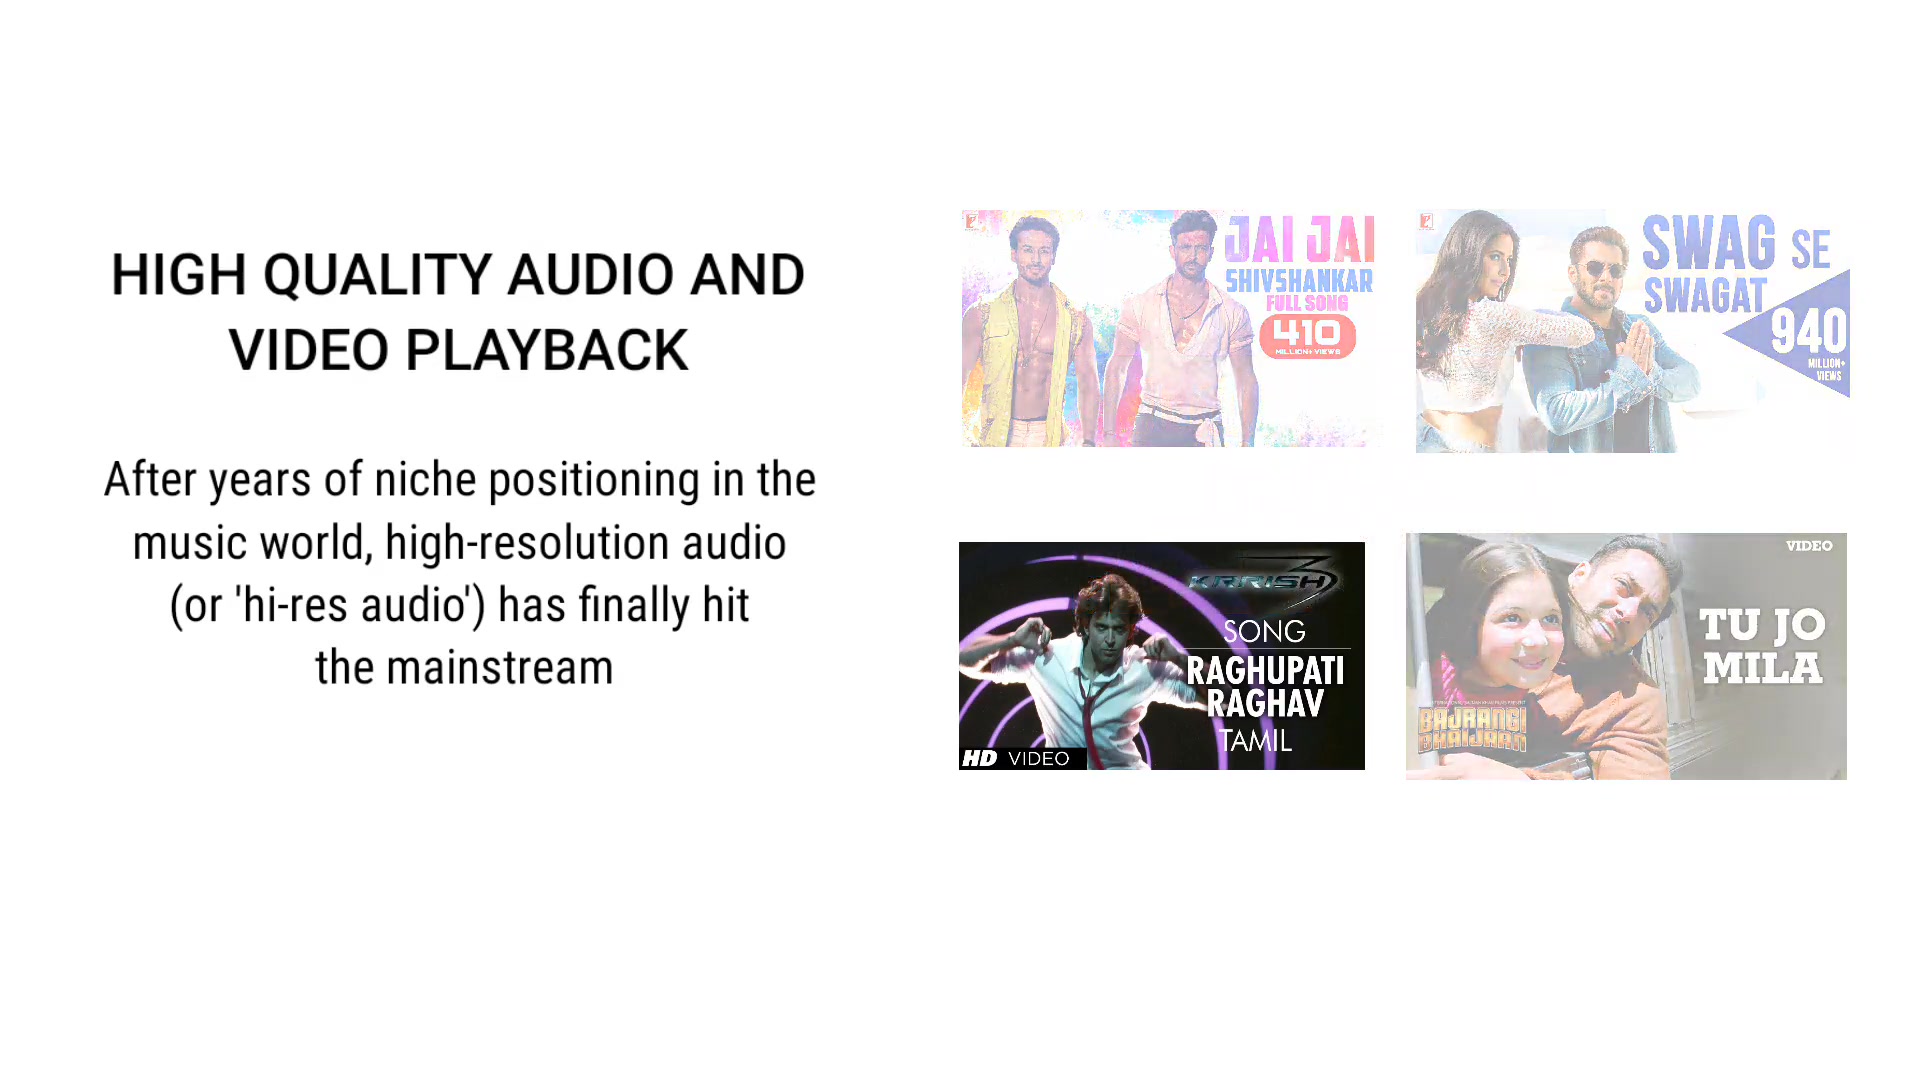 HIGH QUALITY AUDIO AND
VIDEO PLAYBACK
After years of niche positioning in the
music world, high-resolution audio
(or 'hi-res audio') has finally hit
the mainstream
JAI JAI
SHIVSHANKAR
FULL SONG
410
MILLION+ VIEWS
SWAG SE
SWAGAT
940
MILLION+
VIEWS
KRRISH 3
SONG
RAGHUPATI
RAGHAV
TAMIL
HD VIDEO
VIDEO
TU JO
MILA
BAJRANGI
BHAIJAAN